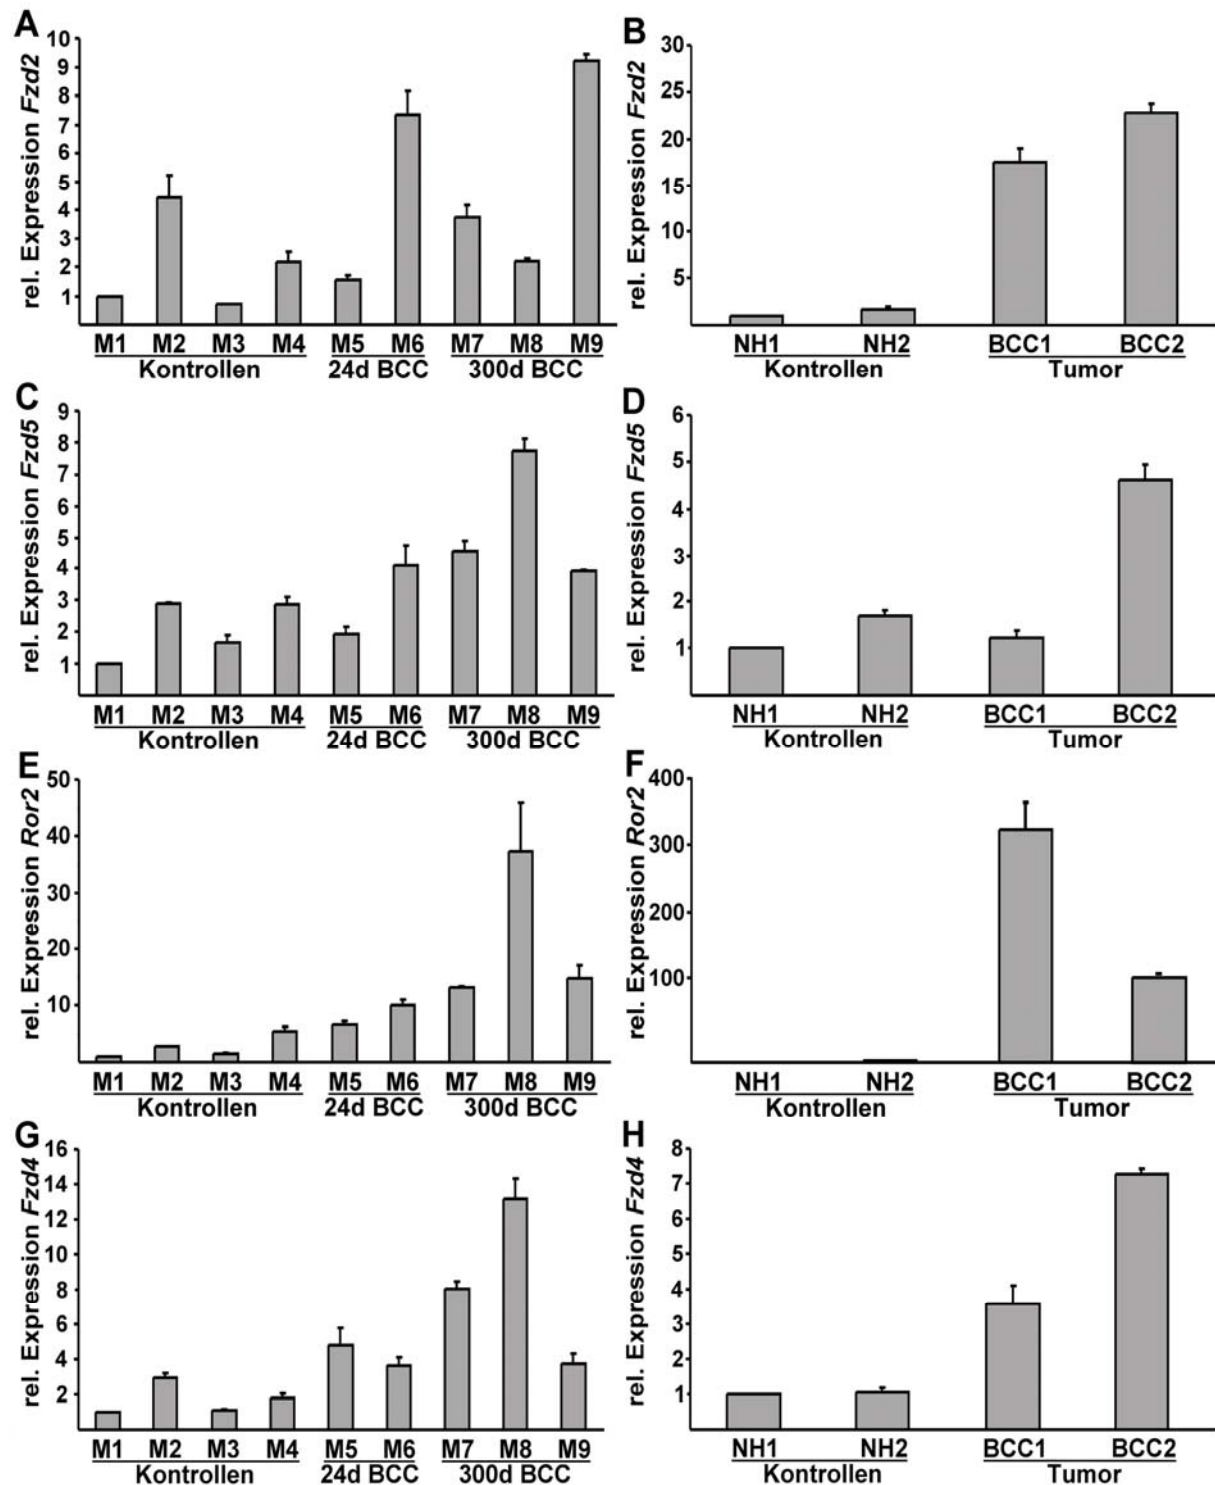 A
rel. Expression Fzd2
10
9
8
7
6
5
4
3
2
1
M1 M2 M3 M4 M5 M6 M7 M8 M9
Kontrollen 24d BCC 300d BCC
B
rel. Expression Fzd2
30
25
20
15
10
5
NH1 NH2 BCC1 BCC2
Kontrollen Tumor
C
rel. Expression Fzd5
9
8
7
6
5
4
3
2
1
M1 M2 M3 M4 M5 M6 M7 M8 M9
Kontrollen 24d BCC 300d BCC
D
rel. Expression Fzd5
6
5
4
3
2
1
NH1 NH2 BCC1 BCC2
Kontrollen Tumor
E
rel. Expression Ror2
50
40
30
20
10
M1 M2 M3 M4 M5 M6 M7 M8 M9
Kontrollen 24d BCC 300d BCC
F
rel. Expression Ror2
400
300
200
100
NH1 NH2 BCC1 BCC2
Kontrollen Tumor
G
rel. Expression Fzd4
16
14
12
10
8
6
4
2
M1 M2 M3 M4 M5 M6 M7 M8 M9
Kontrollen 24d BCC 300d BCC
H
rel. Expression Fzd4
8
7
6
5
4
3
2
1
NH1 NH2 BCC1 BCC2
Kontrollen Tumor